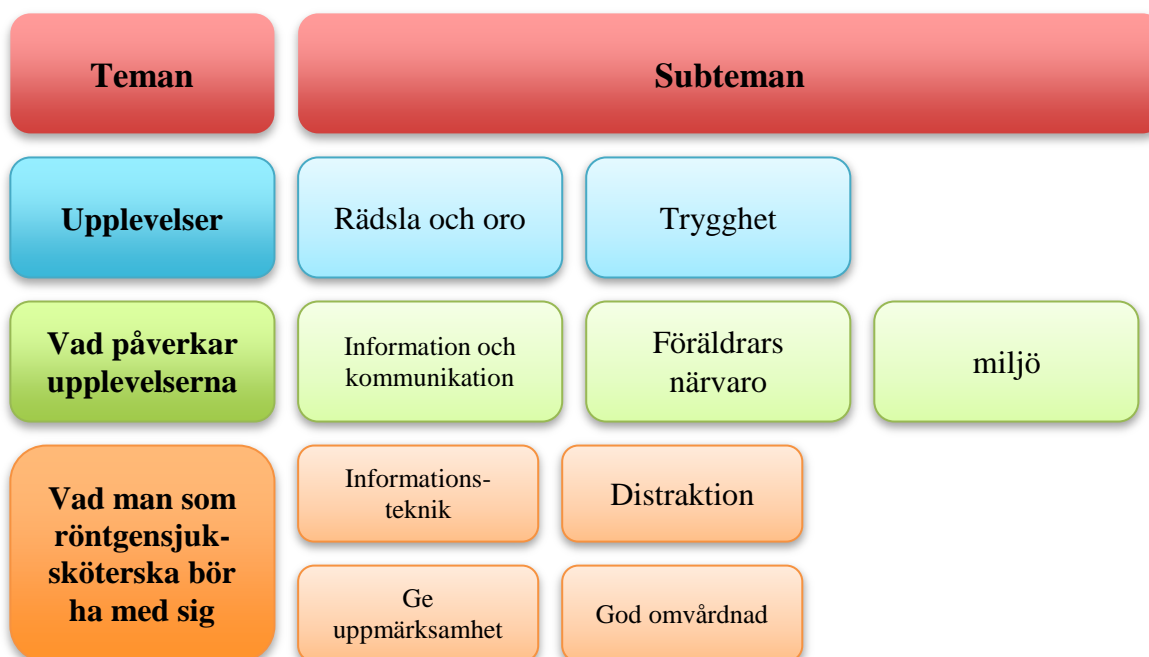 Teman
Subteman
Upplevelser
Rädsla och oro
Trygghet
Vad påverkar
upplevelserna
Information och
kommunikation
Föräldrars
närvaro
miljö
Vad man som
röntgensjuk-
sköterska bör
ha med sig
Informations-
teknik
Distraktion
Ge
uppmärksamhet
God omvårdnad